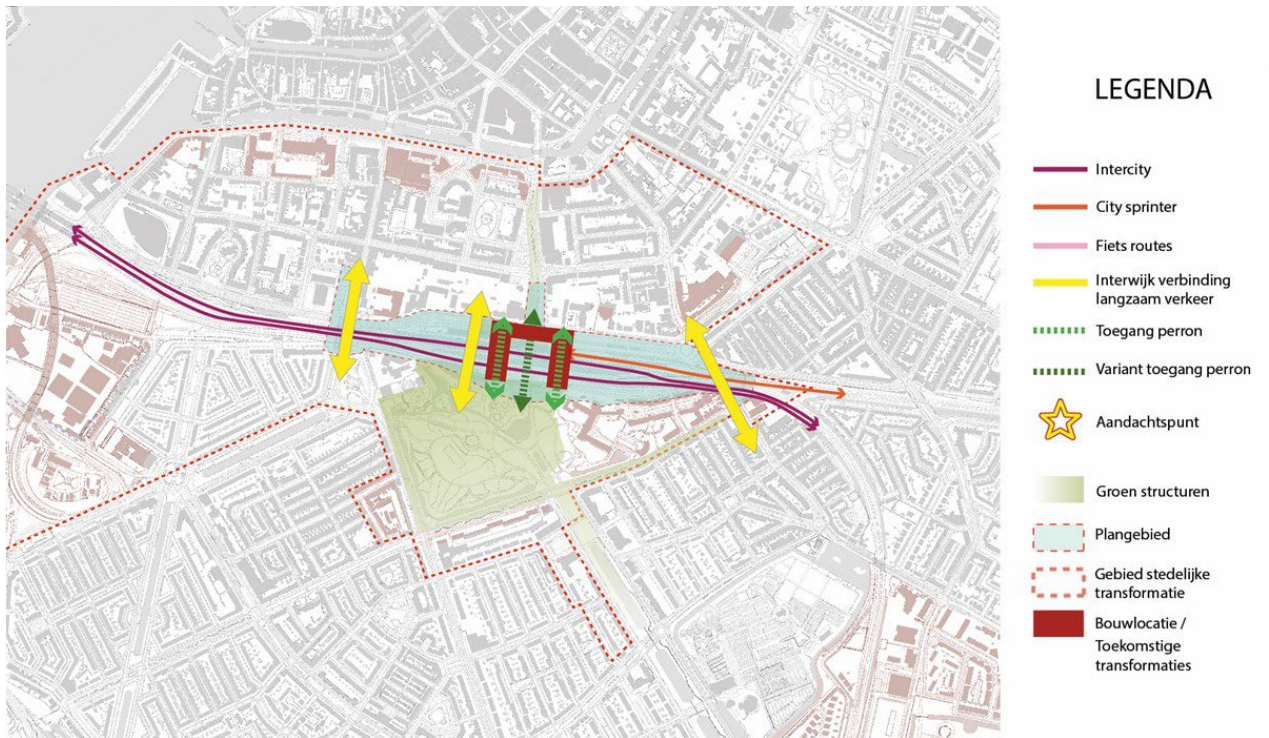 LEGENDA
Intercity
City sprinter
Fiets routes
Interwijk verbinding
langzaam verkeer
Toegang perron
Variant toegang perron
Aandachtspunt
Groen structuren
Plangebied
Gebied stedelijke
transformatie
Bouwlocatie /
Toekomstige
transformaties